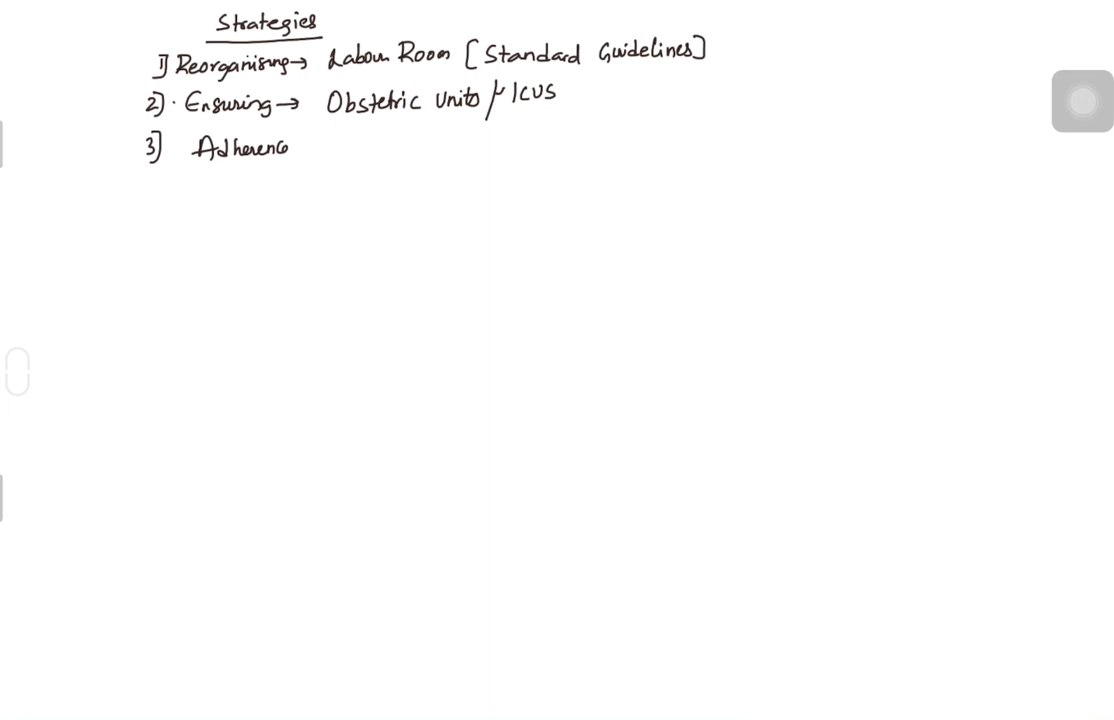 Strategies
1] Reorganising → Labour Room [Standard Guidelines]
2] · Ensuring → Obstetric Units / ICUS
3] Adherence